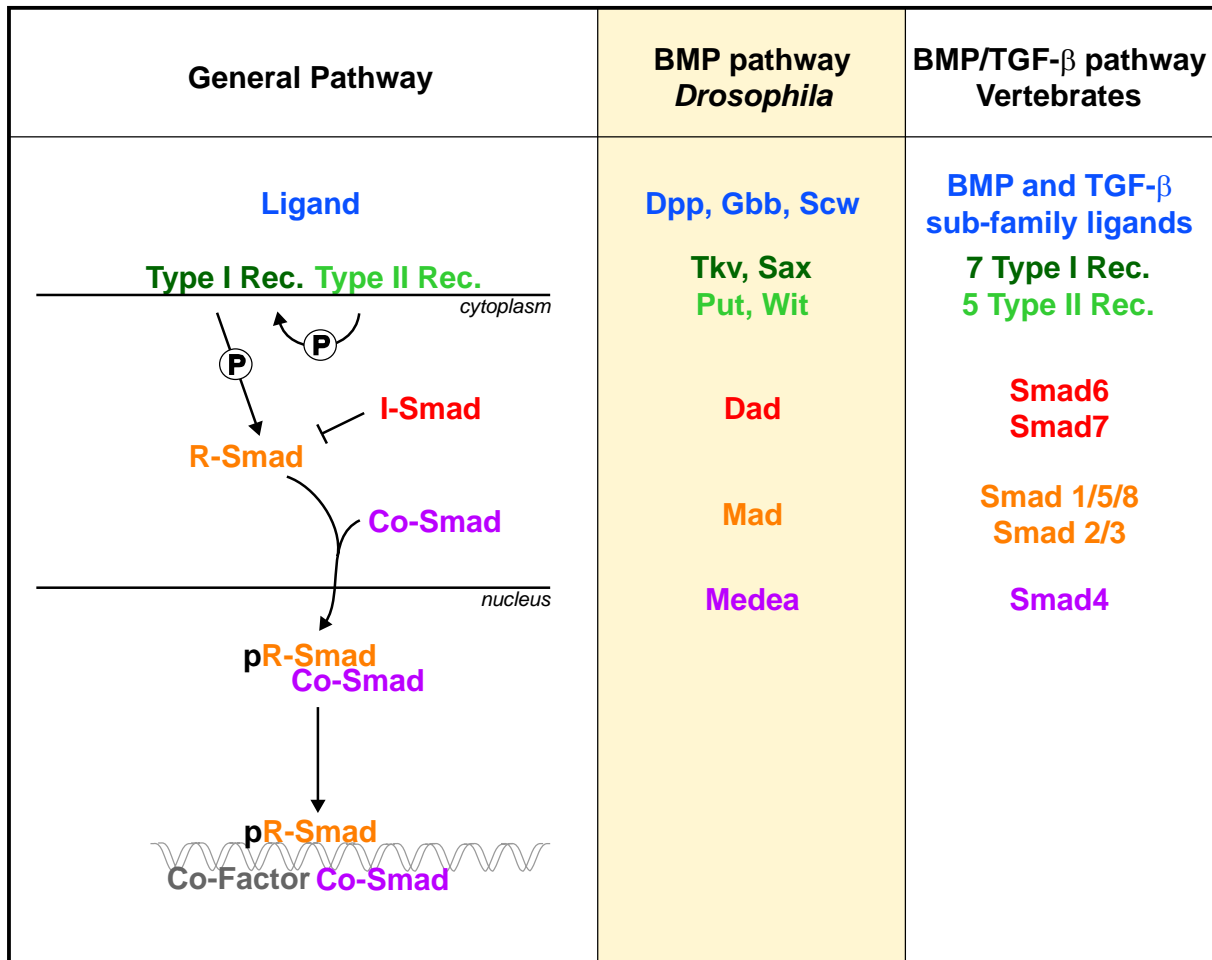 General Pathway
BMP pathway
Drosophila
BMP/TGF-β pathway
Vertebrates
Ligand
Dpp, Gbb, Scw
BMP and TGF-β
sub-family ligands
Type I Rec. Type II Rec.
cytoplasm
Tkv, Sax
Put, Wit
7 Type I Rec.
5 Type II Rec.
P
P
I-Smad
Dad
Smad6
Smad7
R-Smad
Co-Smad
Mad
Smad 1/5/8
Smad 2/3
nucleus
Medea
Smad4
pR-Smad
Co-Smad
pR-Smad
Co-Factor Co-Smad